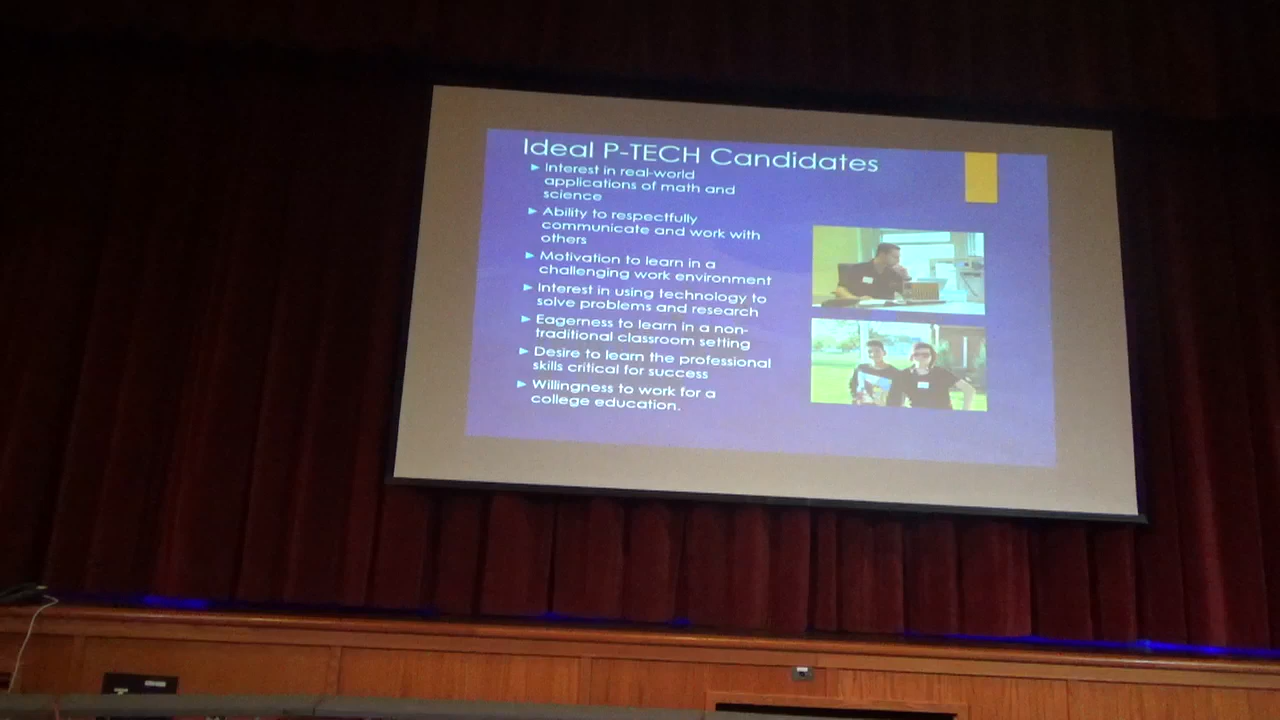 Ideal P-TECH Candidates
Interest in real-world
applications of math and
science
Ability to respectfully
communicate and work with
others
Motivation to learn in a
challenging work environment
Interest in using technology to
solve problems and research
Eagerness to learn in a non-
traditional classroom setting
Desire to learn the professional
skills critical for success
Willingness to work for a
college education.